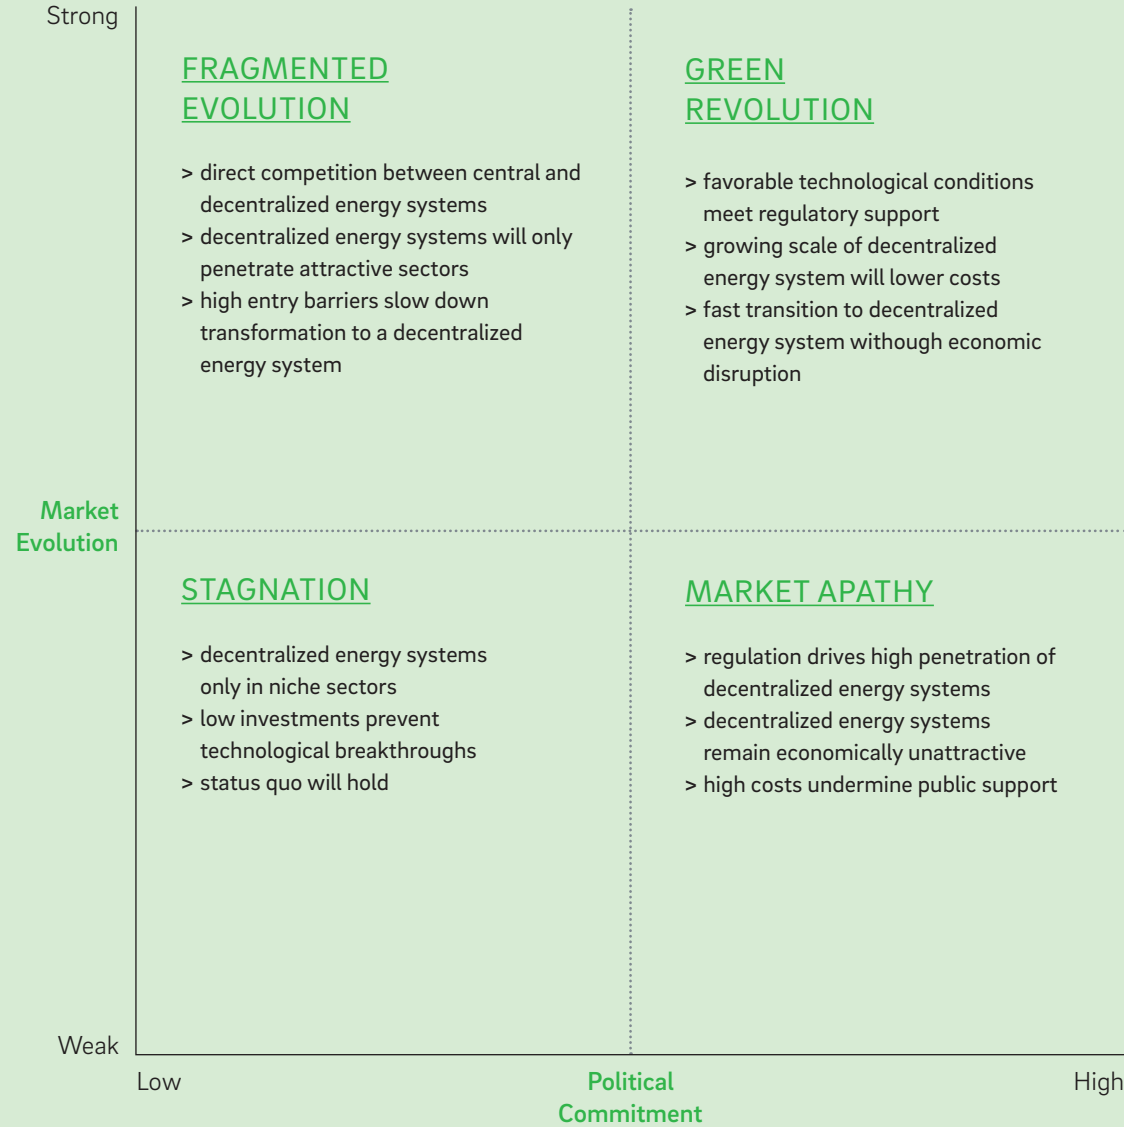 Strong
FRAGMENTED
EVOLUTION
> direct competition between central and
decentralized energy systems
> decentralized energy systems will only
penetrate attractive sectors
> high entry barriers slow down
transformation to a decentralized
energy system
GREEN
REVOLUTION
> favorable technological conditions
meet regulatory support
> growing scale of decentralized
energy system will lower costs
> fast transition to decentralized
energy system withough economic
disruption
Market
Evolution
STAGNATION
> decentralized energy systems
only in niche sectors
> low investments prevent
technological breakthroughs
> status quo will hold
MARKET APATHY
> regulation drives high penetration of
decentralized energy systems
> decentralized energy systems
remain economically unattractive
> high costs undermine public support
Weak
Low
Political
Commitment
High